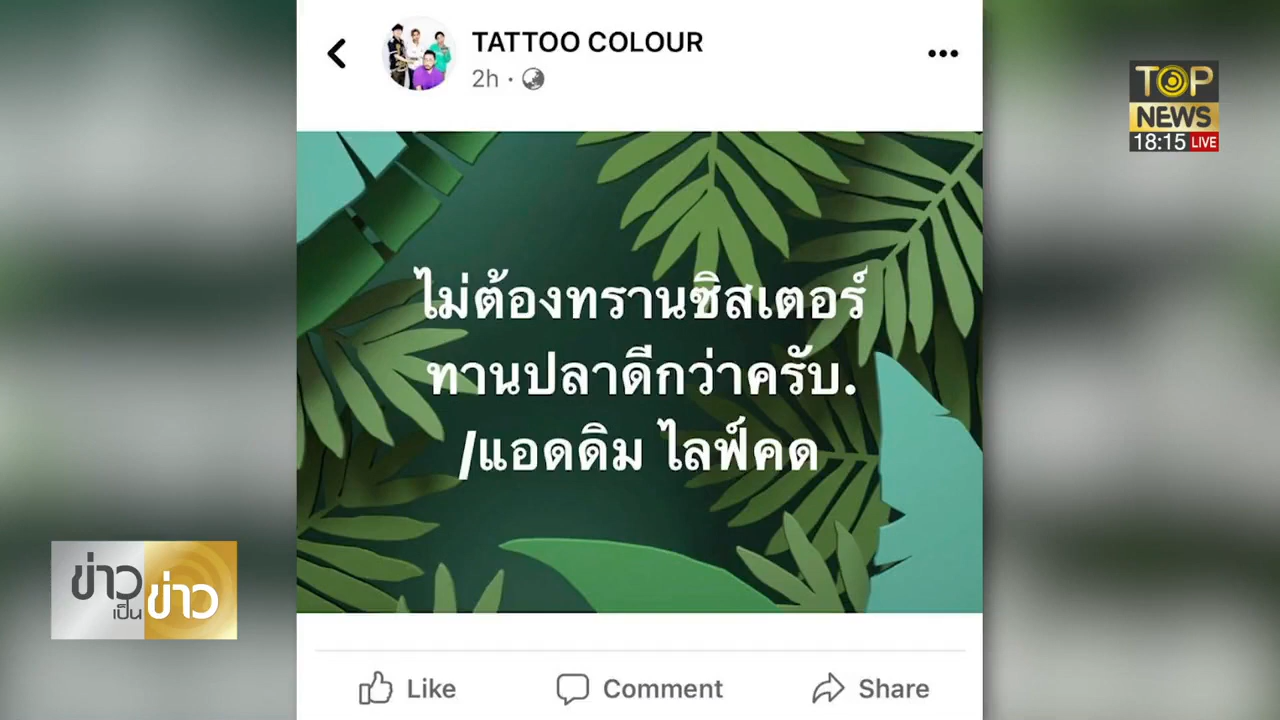 TATTOO COLOUR
2h
TOP
NEWS
18:15 LIVE
ไม่ต้องทรานซิสเตอร์
ทานปลาดีกว่าครับ.
/แอดดิม ไลฟ์คด
ข่าว
เป็น ข่าว
Like Comment Share